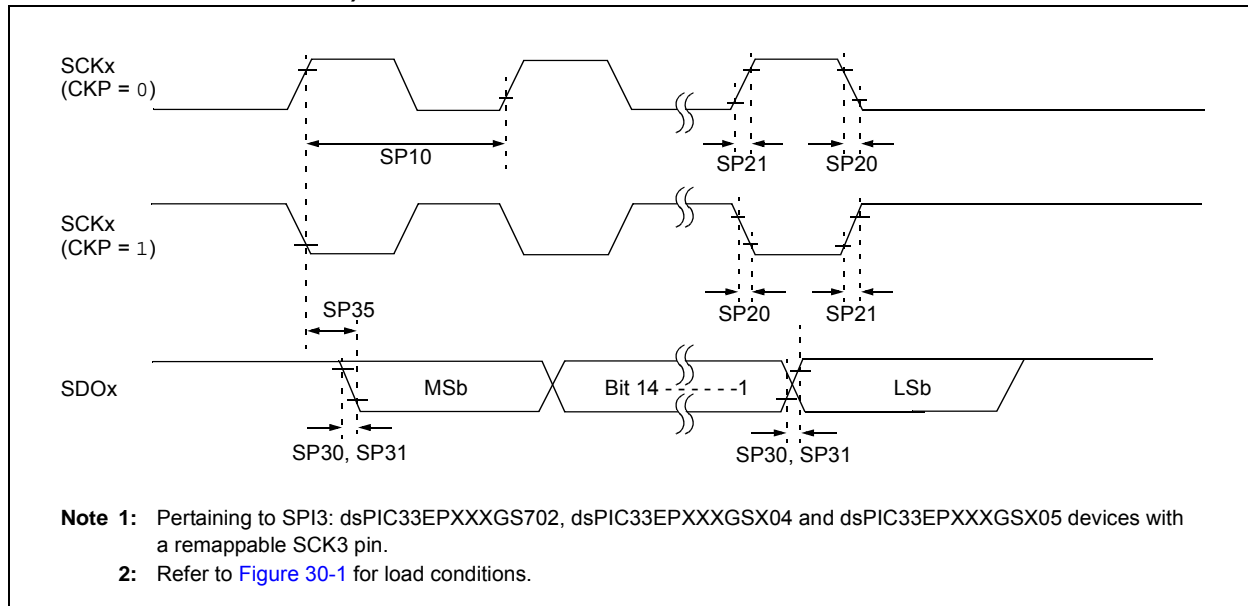 SCKx
(CKP = 0)
SP10
SP21
SP20
SCKx
(CKP = 1)
SP35
SP20
SP21
SDOx
MSb
Bit 14 - - - - - -1
LSb
SP30, SP31
SP30, SP31
Note 1: Pertaining to SPI3: dsPIC33EPXXXGS702, dsPIC33EPXXXGSX04 and dsPIC33EPXXXGSX05 devices with
a remappable SCK3 pin.
2: Refer to Figure 30-1 for load conditions.